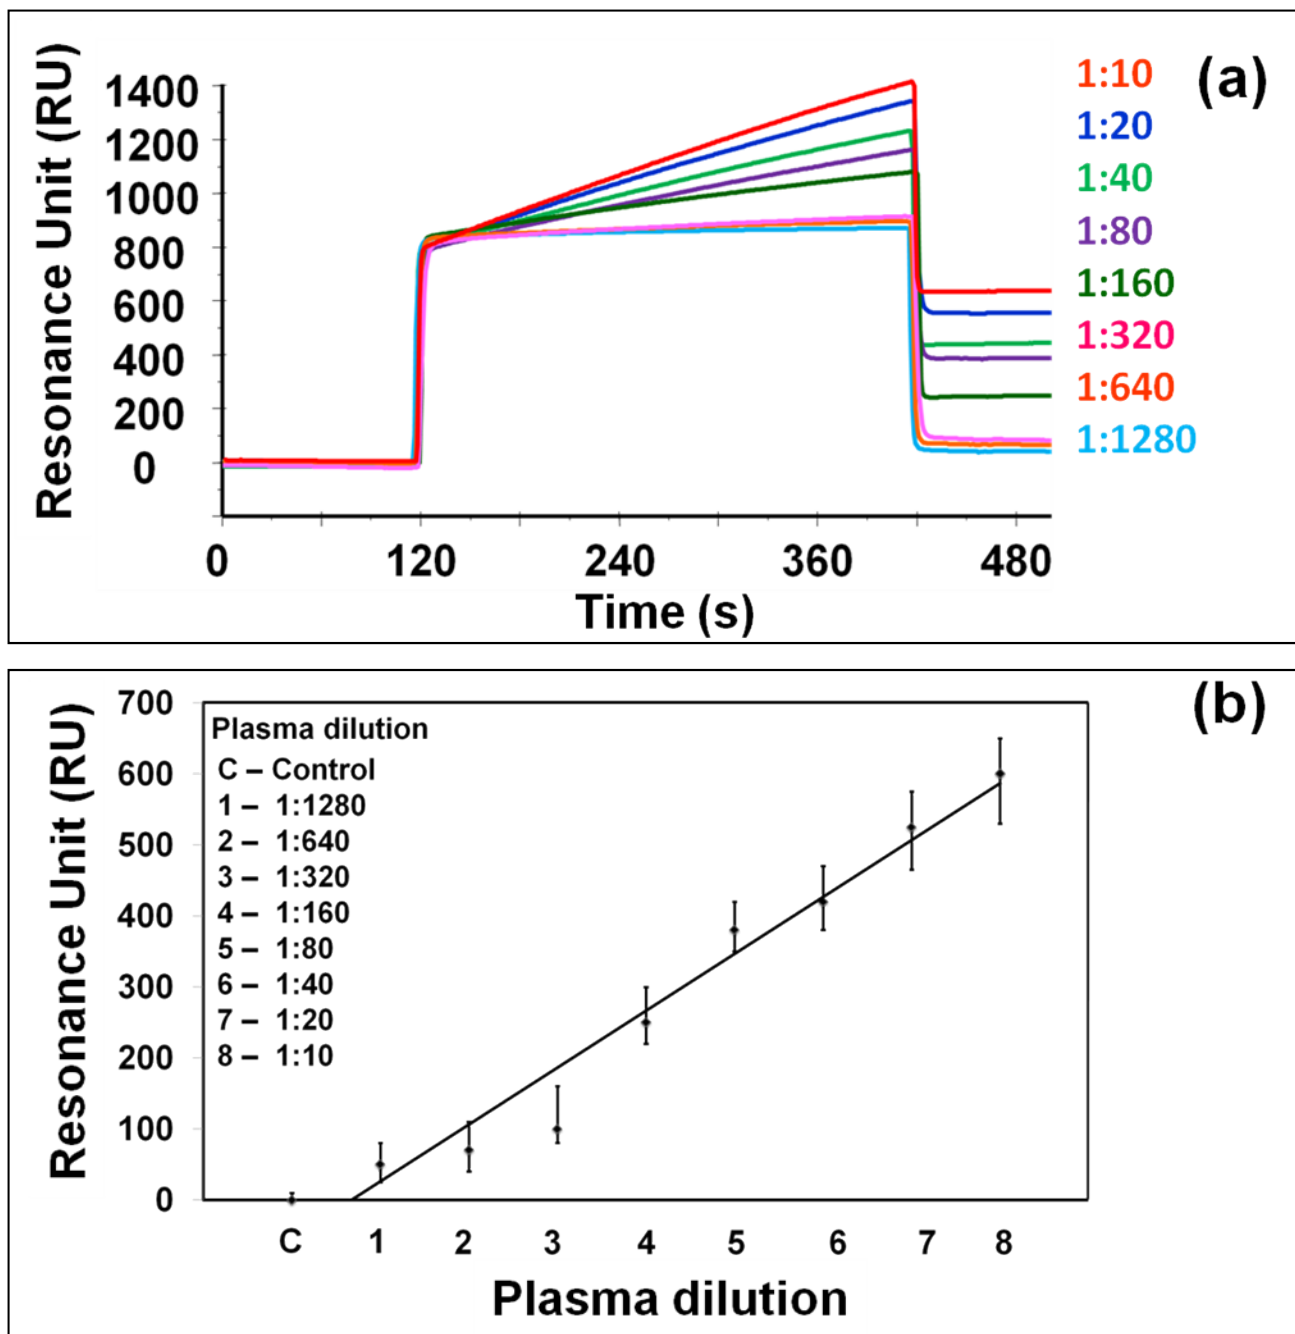 (a)
Resonance Unit (RU)
1400
1200
1000
800
600
400
200
0
0 120 240 360 480
Time (s)
1:10
1:20
1:40
1:80
1:160
1:320
1:640
1:1280
(b)
Resonance Unit (RU)
700
600
500
400
300
200
100
0
Plasma dilution
C – Control
1 – 1:1280
2 – 1:640
3 – 1:320
4 – 1:160
5 – 1:80
6 – 1:40
7 – 1:20
8 – 1:10
C 1 2 3 4 5 6 7 8
Plasma dilution